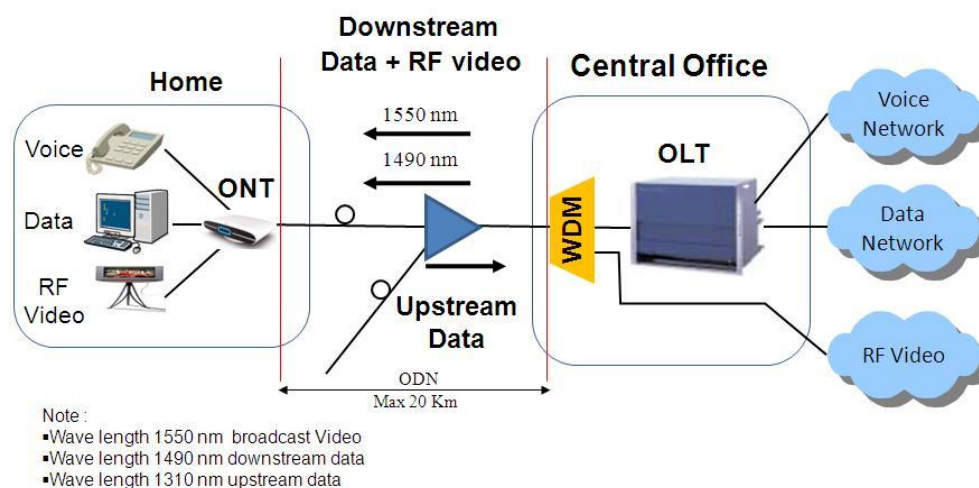 Downstream
Data + RF video
Home
Central Office
1550 nm
1490 nm
Voice
ONT
Data
RF
Video
OLT
WDM
Upstream
Data
Voice
Network
Data
Network
RF Video
ODN
Max 20 Km
Note :
▪Wave length 1550 nm broadcast Video
▪Wave length 1490 nm downstream data
▪Wave length 1310 nm upstream data